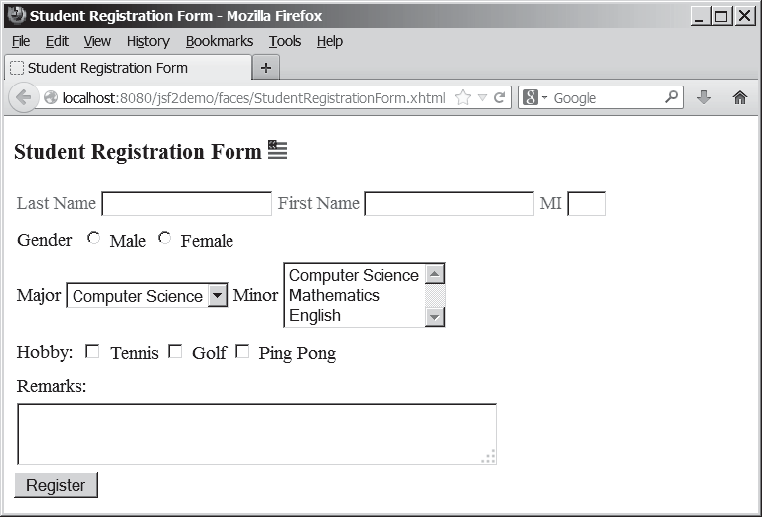 Student Registration Form - Mozilla Firefox
File Edit View History Bookmarks Tools Help
Student Registration Form +
localhost:8080/jsf2demo/faces/StudentRegistrationForm.xhtml 8 Google
Student Registration Form
Last Name First Name MI
Gender Male Female
Major Computer Science Minor Computer Science
Mathematics
English
Hobby: Tennis Golf Ping Pong
Remarks:
Register